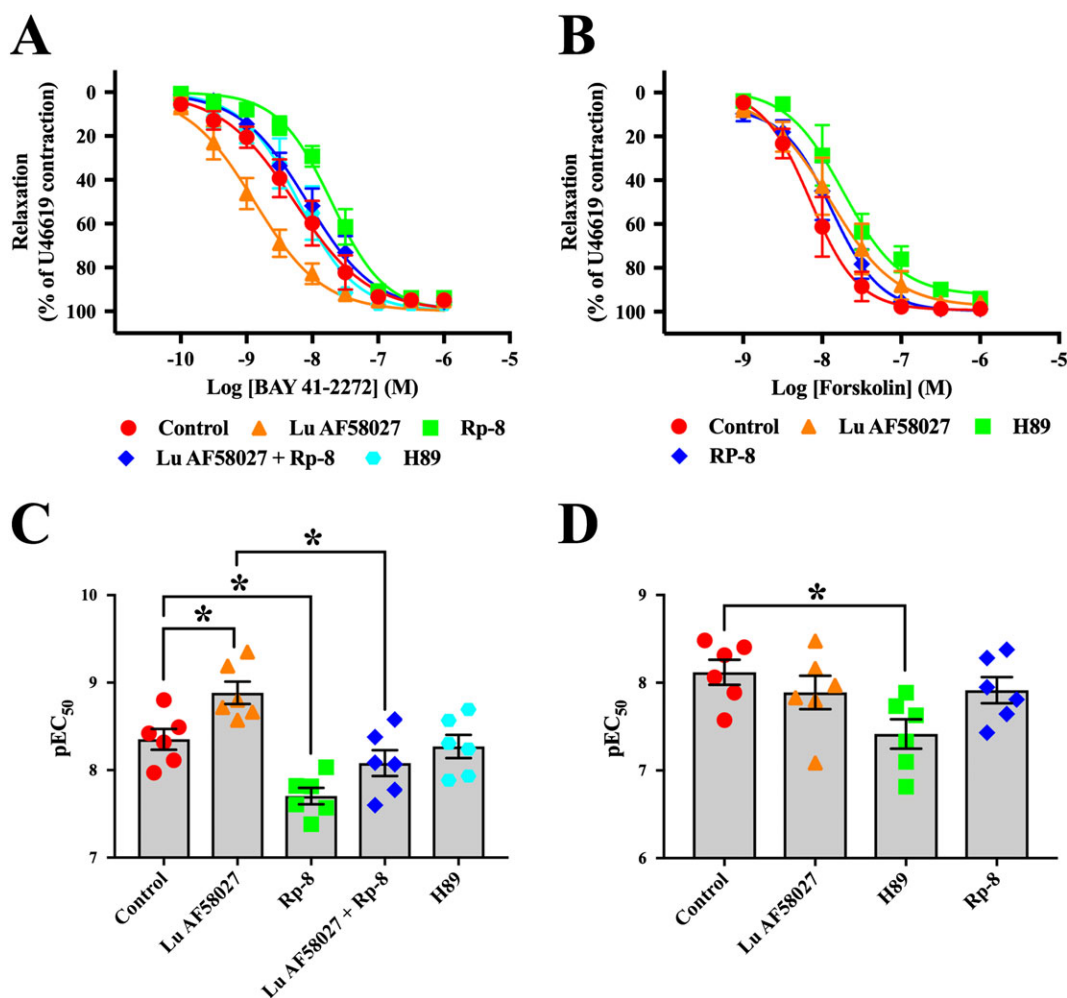 A
B
Relaxation
(% of U46619 contraction)
0
20
40
60
80
100
-10
-9
-8
-7
-6
-5
Log [BAY 41-2272] (M)
Control
Lu AF58027
Rp-8
Lu AF58027 + Rp-8
H89
Relaxation
(% of U46619 contraction)
0
20
40
60
80
100
-9
-8
-7
-6
-5
Log [Forskolin] (M)
Control
Lu AF58027
H89
RP-8
C
D
pEC50
10
9
8
7
*
*
*
Control
Lu AF58027
Rp-8
Lu AF58027 + Rp-8
H89
pEC50
9
8
7
6
*
Control
Lu AF58027
H89
Rp-8